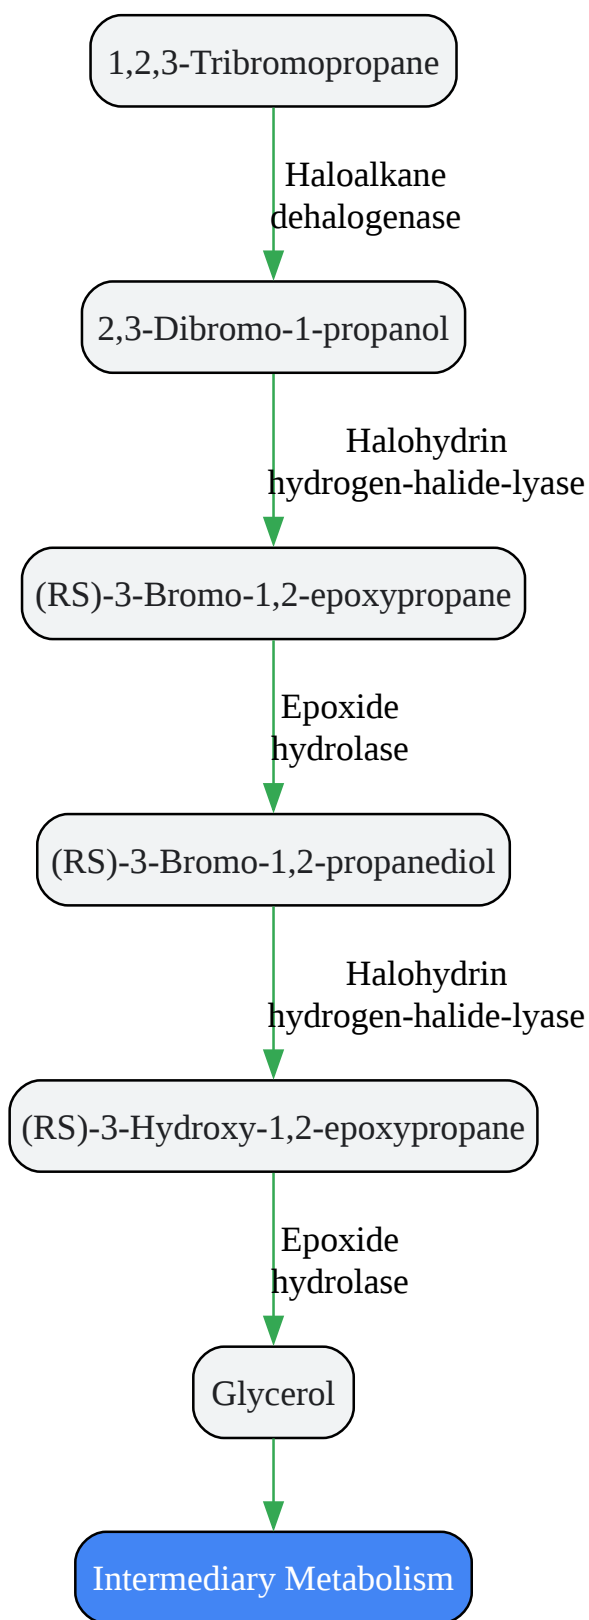 1,2,3-Tribromopropane
Haloalkane
dehalogenase
2,3-Dibromo-1-propanol
Halohydrin
hydrogen-halide-lyase
(RS)-3-Bromo-1,2-epoxypropane
Epoxide
hydrolase
(RS)-3-Bromo-1,2-propanediol
Halohydrin
hydrogen-halide-lyase
(RS)-3-Hydroxy-1,2-epoxypropane
Epoxide
hydrolase
Glycerol
Intermediary Metabolism